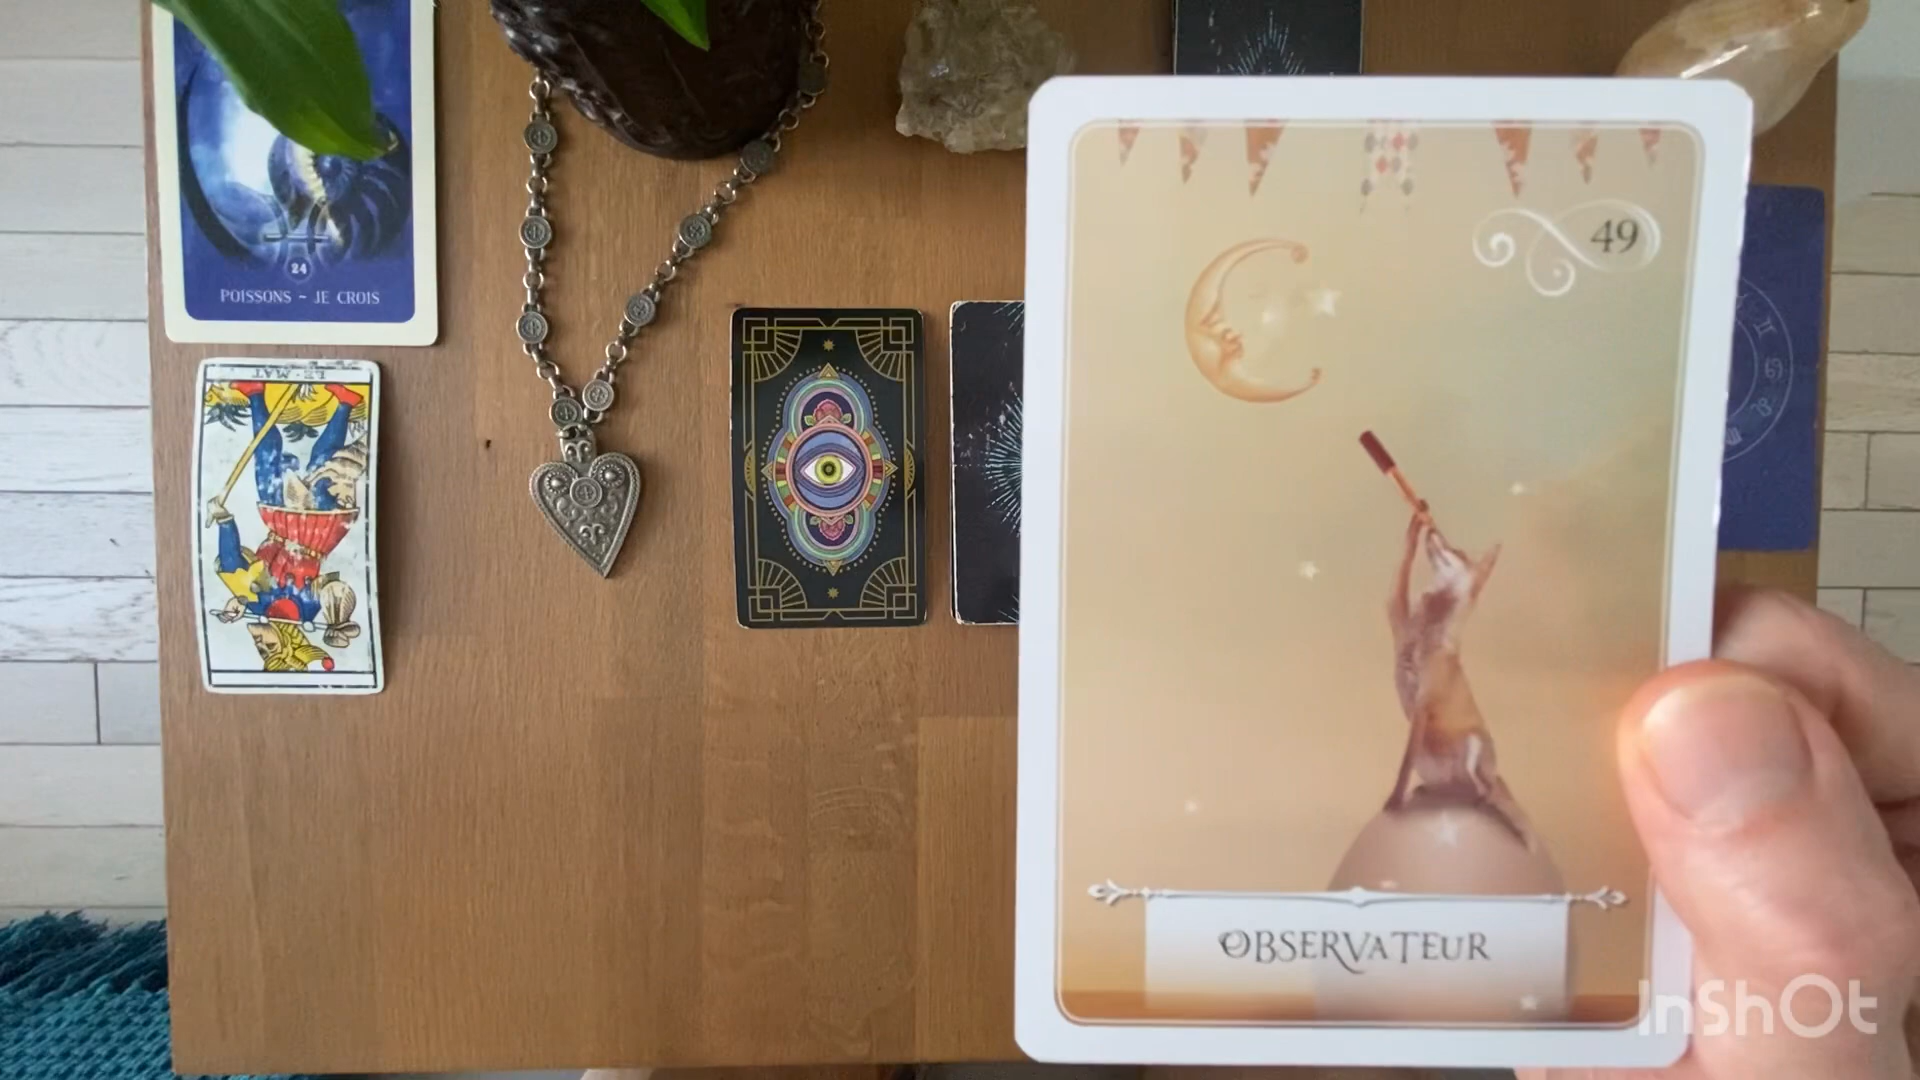 24
POISSONS ~ JE CROIS
LE·MAT
49
OBSERVATEUR
InShOt